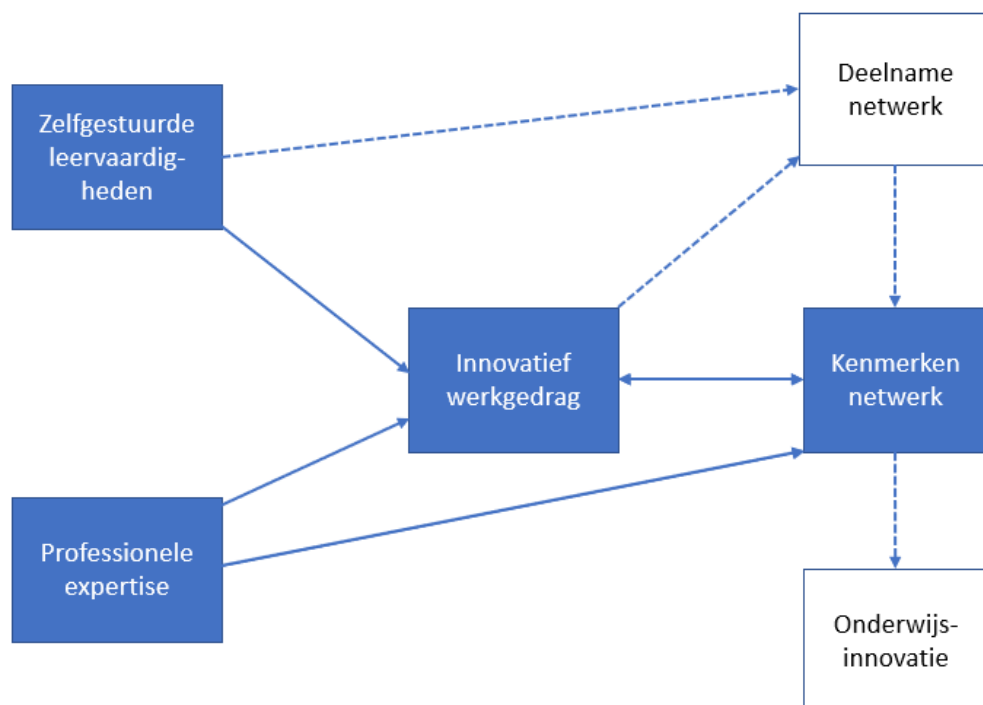 Deelname
netwerk
Zelfgestuurde
leervaardig-
heden
Innovatief
werkgedrag
Kenmerken
netwerk
Professionele
expertise
Onderwijs-
innovatie